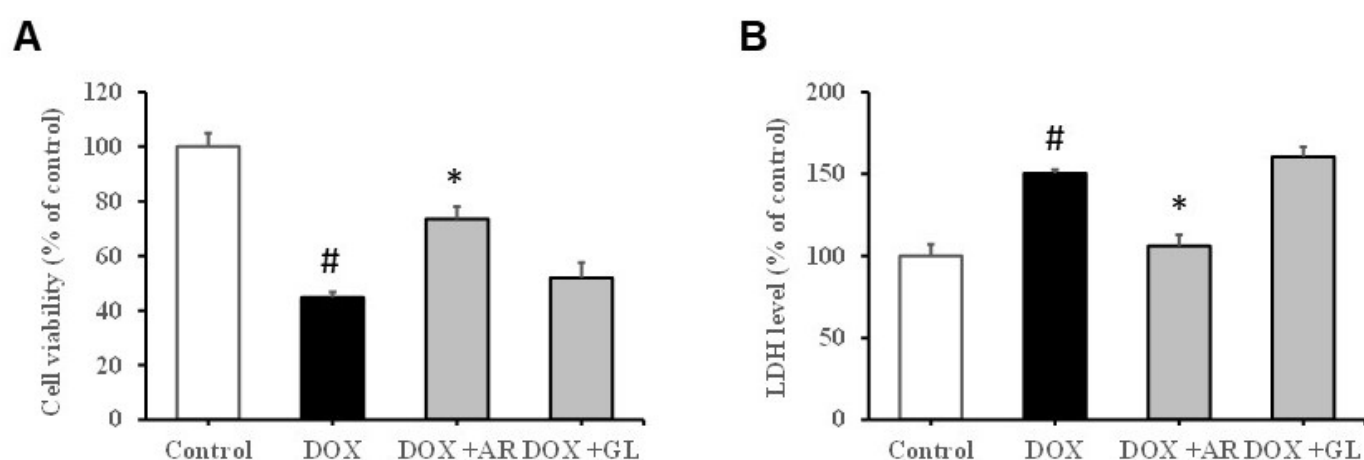 A
Cell viability (% of control)
120
100
80
60
40
20
0
#
*
Control
DOX
DOX +AR
DOX +GL
B
LDH level (% of control)
200
150
100
50
0
#
*
Control
DOX
DOX +AR
DOX +GL